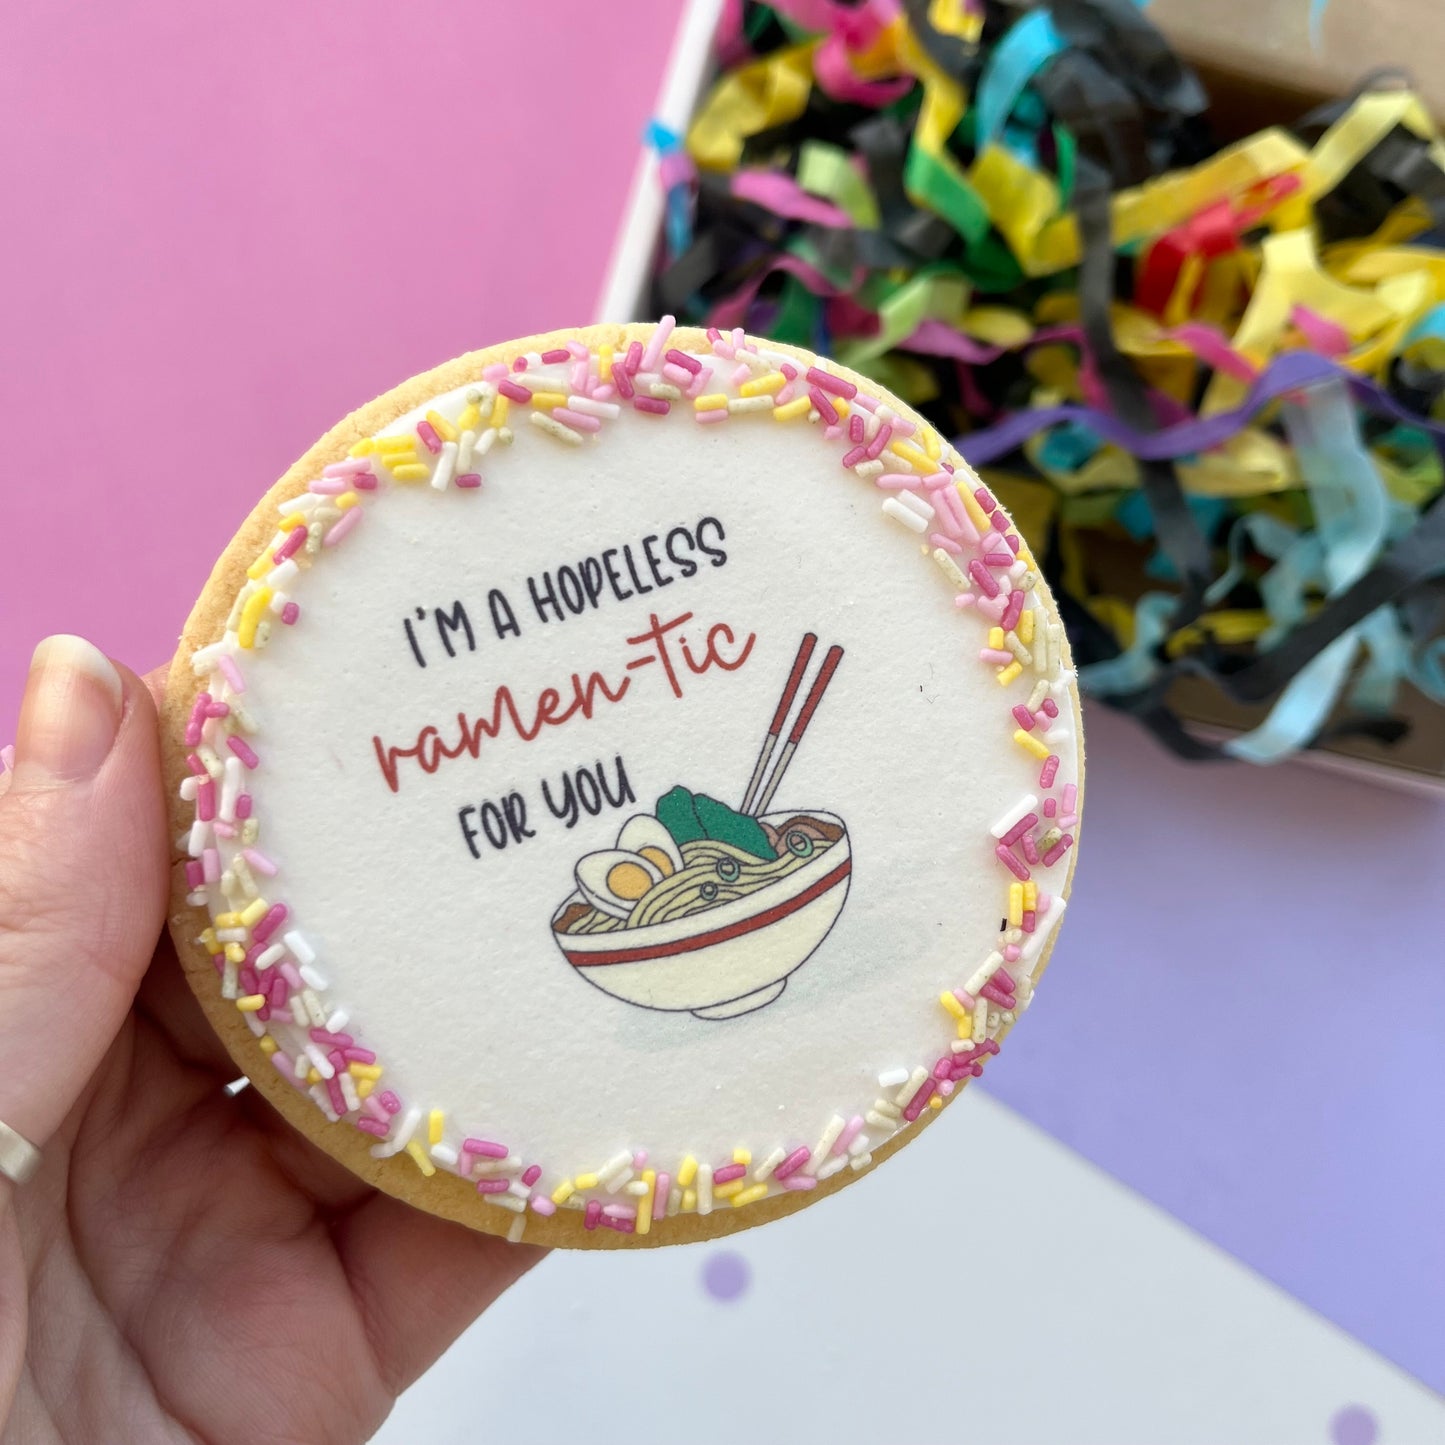 I'M A HOPELESS
ramen-tic
FOR YOU